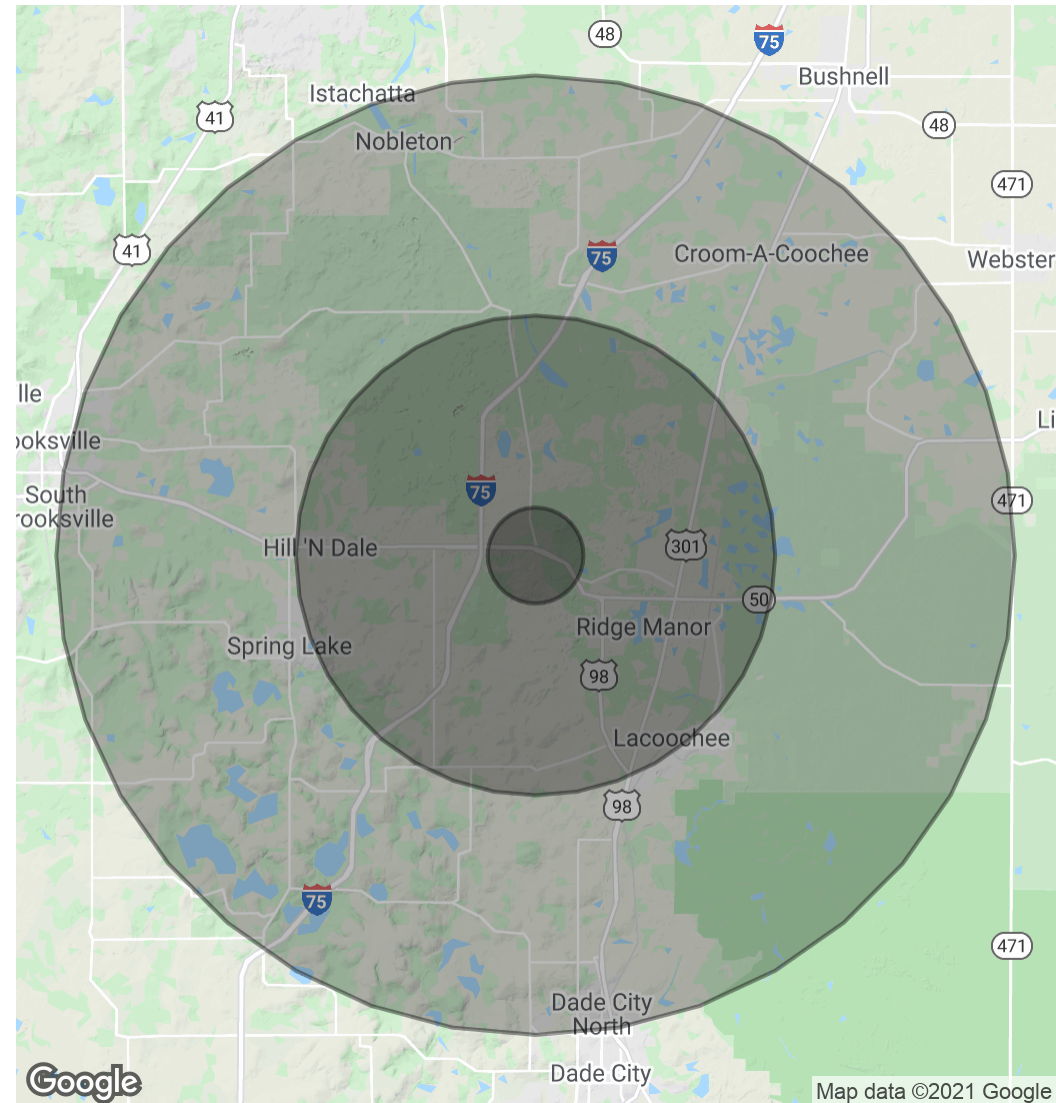 48
75
Bushnell
Istachatta
41
48
Nobleton
471
41
Croom-A-Coochee
75
Webster
lle
Li
ooksville
75
South
rooksville
471
Hill 'N Dale
301
50
Ridge Manor
Spring Lake
98
Lacoochee
98
75
471
Dade City
North
Dade City
Google
Map data ©2021 Google